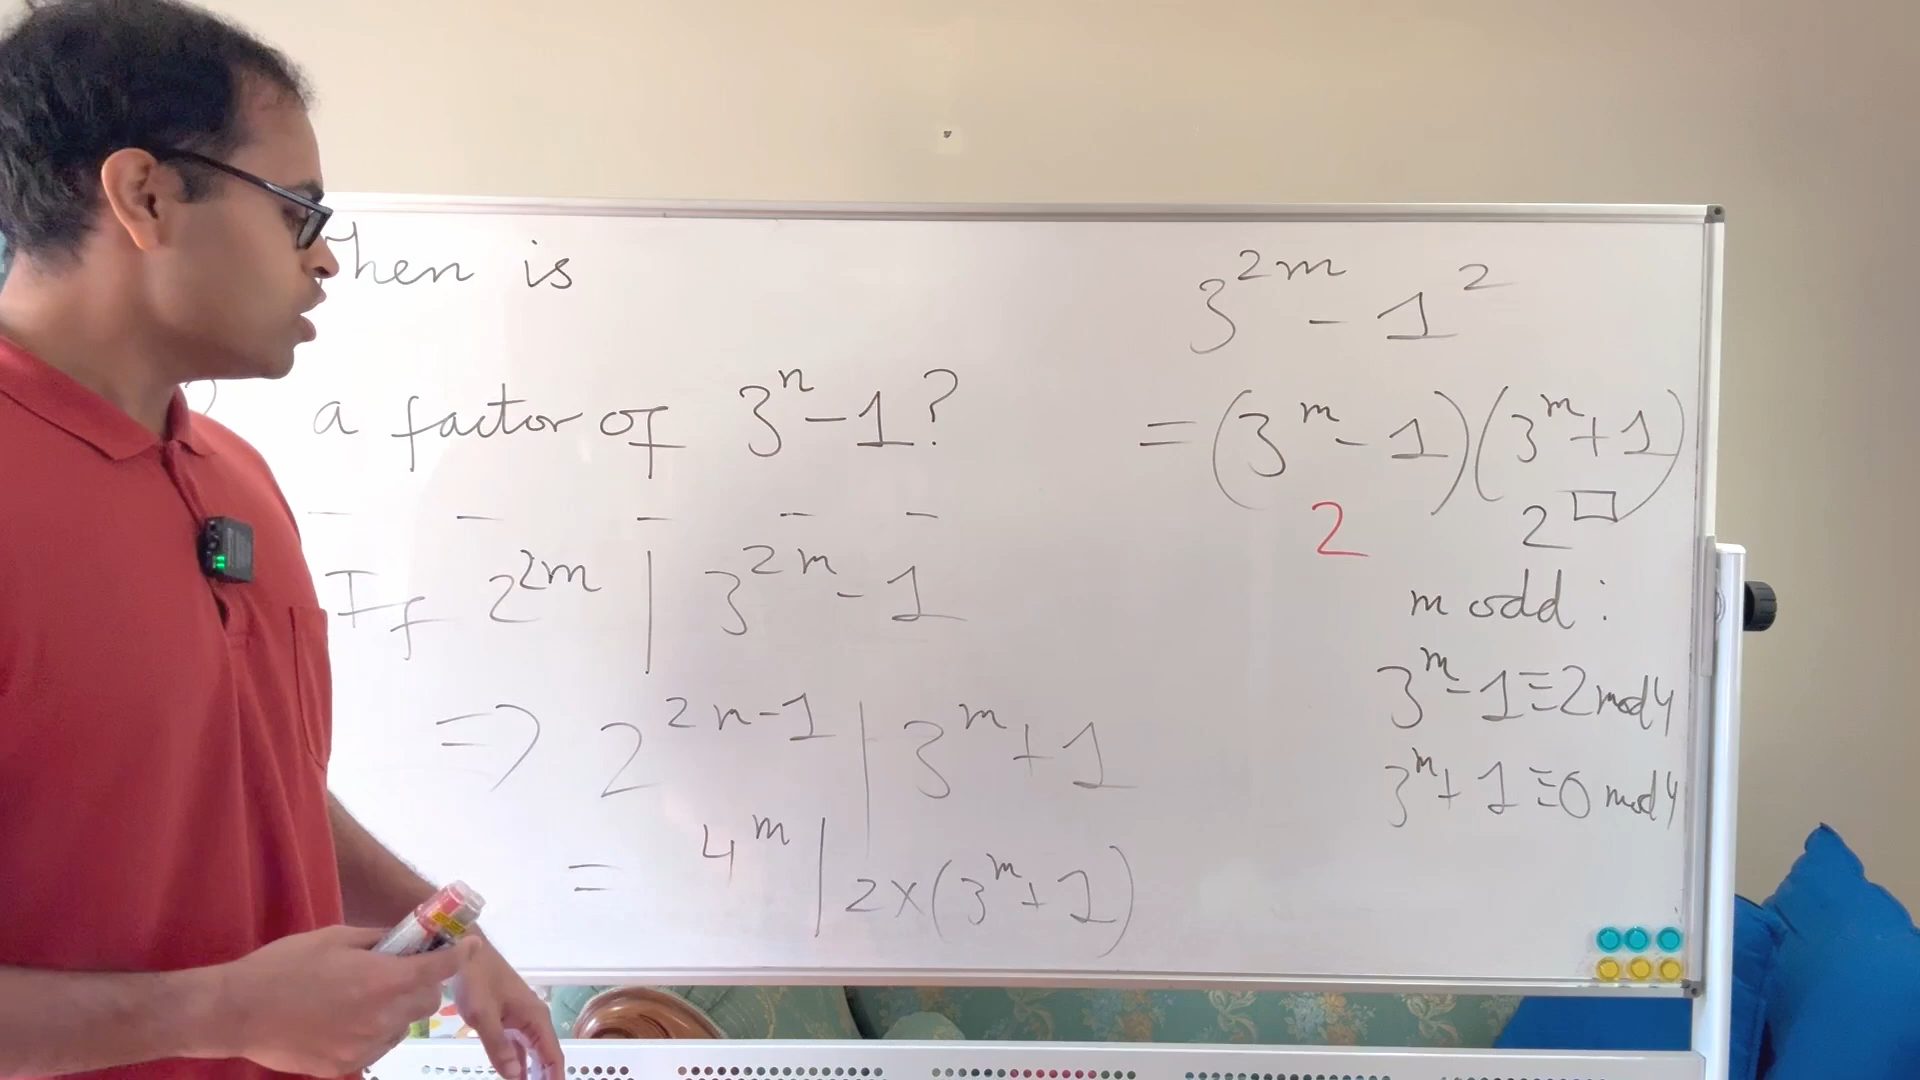 When is
a factor of 3^n - 1?
If 2^{2m} | 3^{2m} - 1
=> 2^{2m-1} | 3^m + 1
= 4^m | 2×(3^m + 1)
3^{2m} - 1^2
= (3^m - 1)(3^m + 1)
2 2^□
m odd:
3^m - 1 ≡ 2 mod 4
3^m + 1 ≡ 0 mod 4